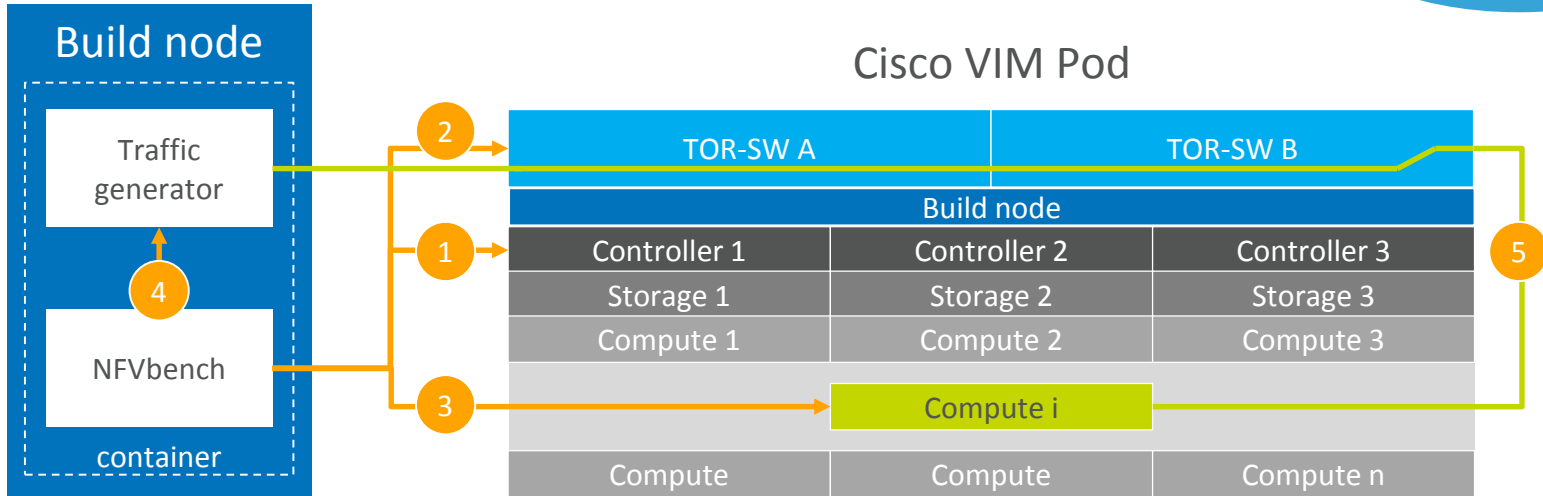 Build node
Cisco VIM Pod
Traffic
generator
4
NFVbench
container
2
1
3
TOR-SW A
TOR-SW B
Build node
Controller 1
Controller 2
Controller 3
Storage 1
Storage 2
Storage 3
Compute 1
Compute 2
Compute 3
Compute i
Compute
Compute
Compute n
5